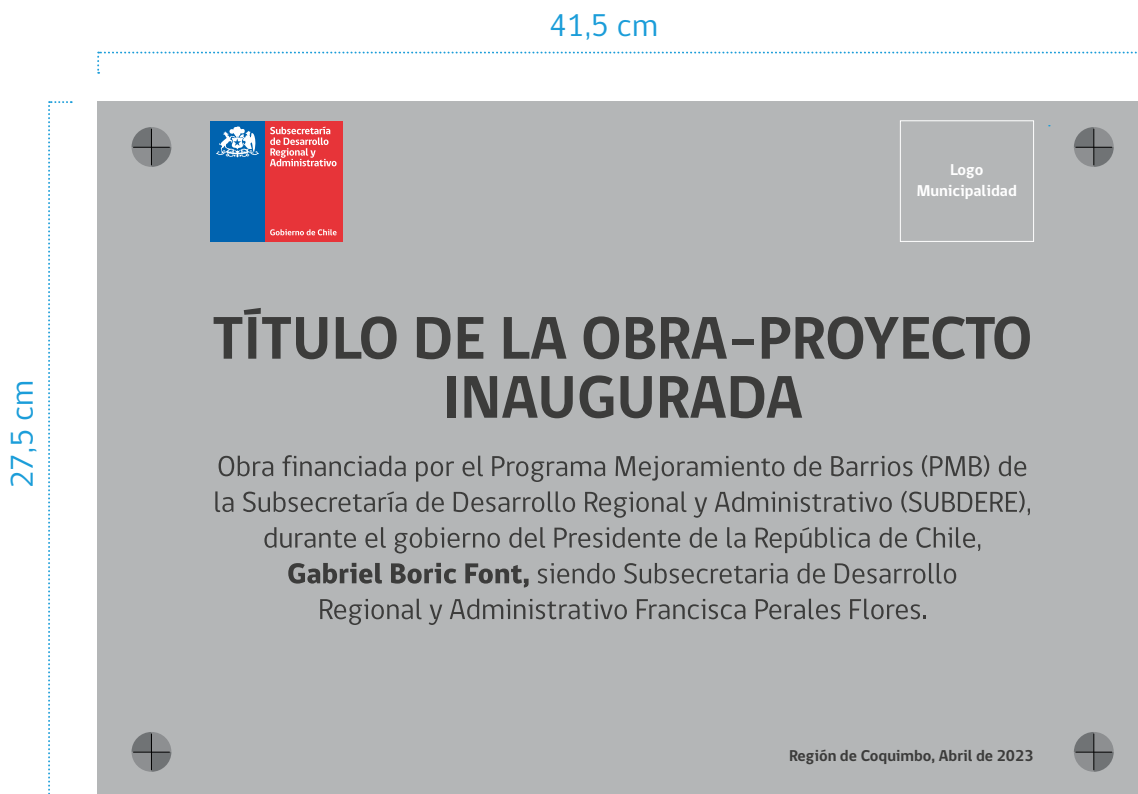 41,5 cm
27,5 cm
Subsecretaría
de Desarrollo
Regional y
Administrativo
Gobierno de Chile
Logo
Municipalidad
TÍTULO DE LA OBRA-PROYECTO
INAUGURADA
Obra financiada por el Programa Mejoramiento de Barrios (PMB) de
la Subsecretaría de Desarrollo Regional y Administrativo (SUBDERE),
durante el gobierno del Presidente de la República de Chile,
Gabriel Boric Font, siendo Subsecretaria de Desarrollo
Regional y Administrativo Francisca Perales Flores.
Región de Coquimbo, Abril de 2023